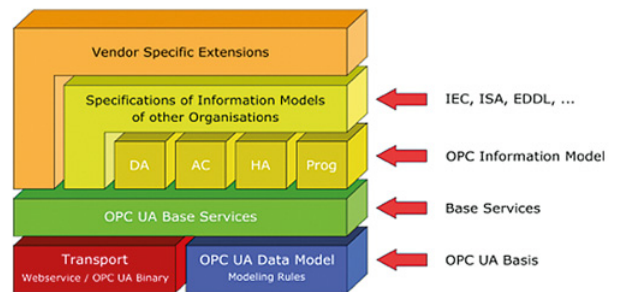 Vendor Specific Extensions
Specifications of Information Models
of other Organisations
IEC, ISA, EDDL, ...
DA
AC
HA
Prog
OPC Information Model
OPC UA Base Services
Base Services
Transport
Webservice / OPC UA Binary
OPC UA Data Model
Modeling Rules
OPC UA Basis